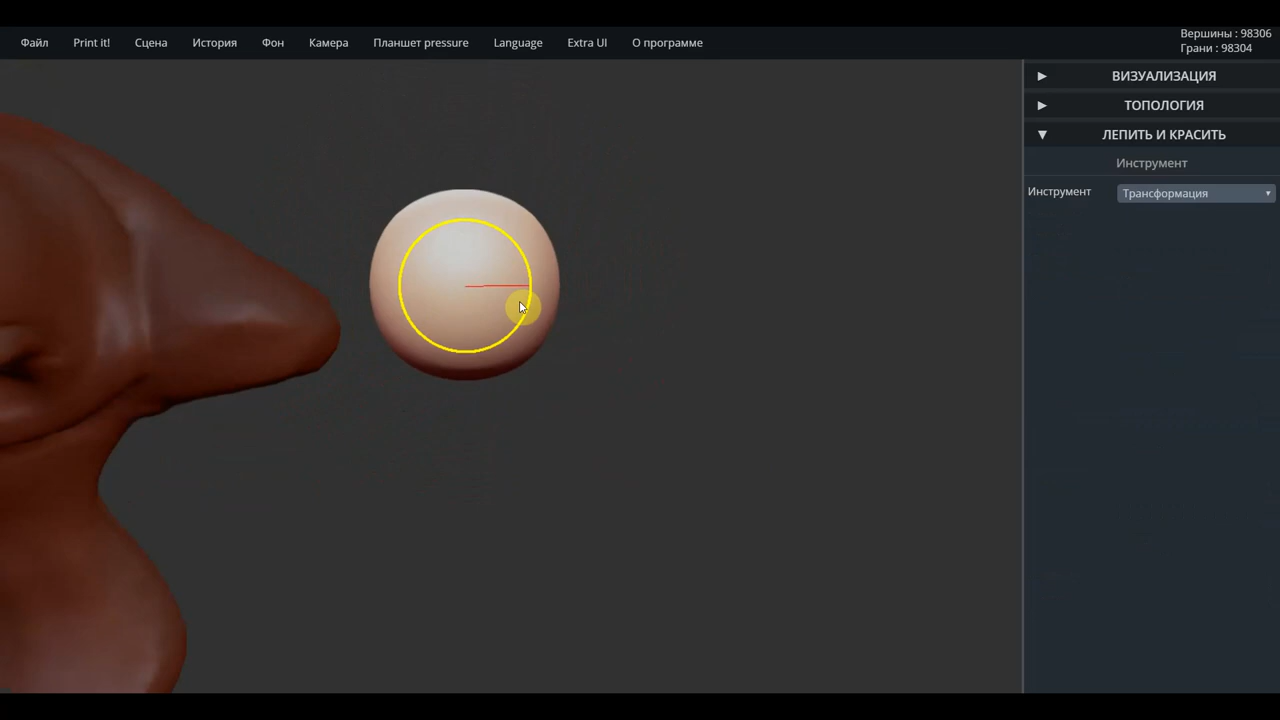 Файл Print it! Сцена История Фон Камера Планшет pressure Language Extra UI О программе
Вершины : 98306
Грани : 98304
ВИЗУАЛИЗАЦИЯ
ТОПОЛОГИЯ
ЛЕПИТЬ И КРАСИТЬ
Инструмент
Инструмент Трансформация